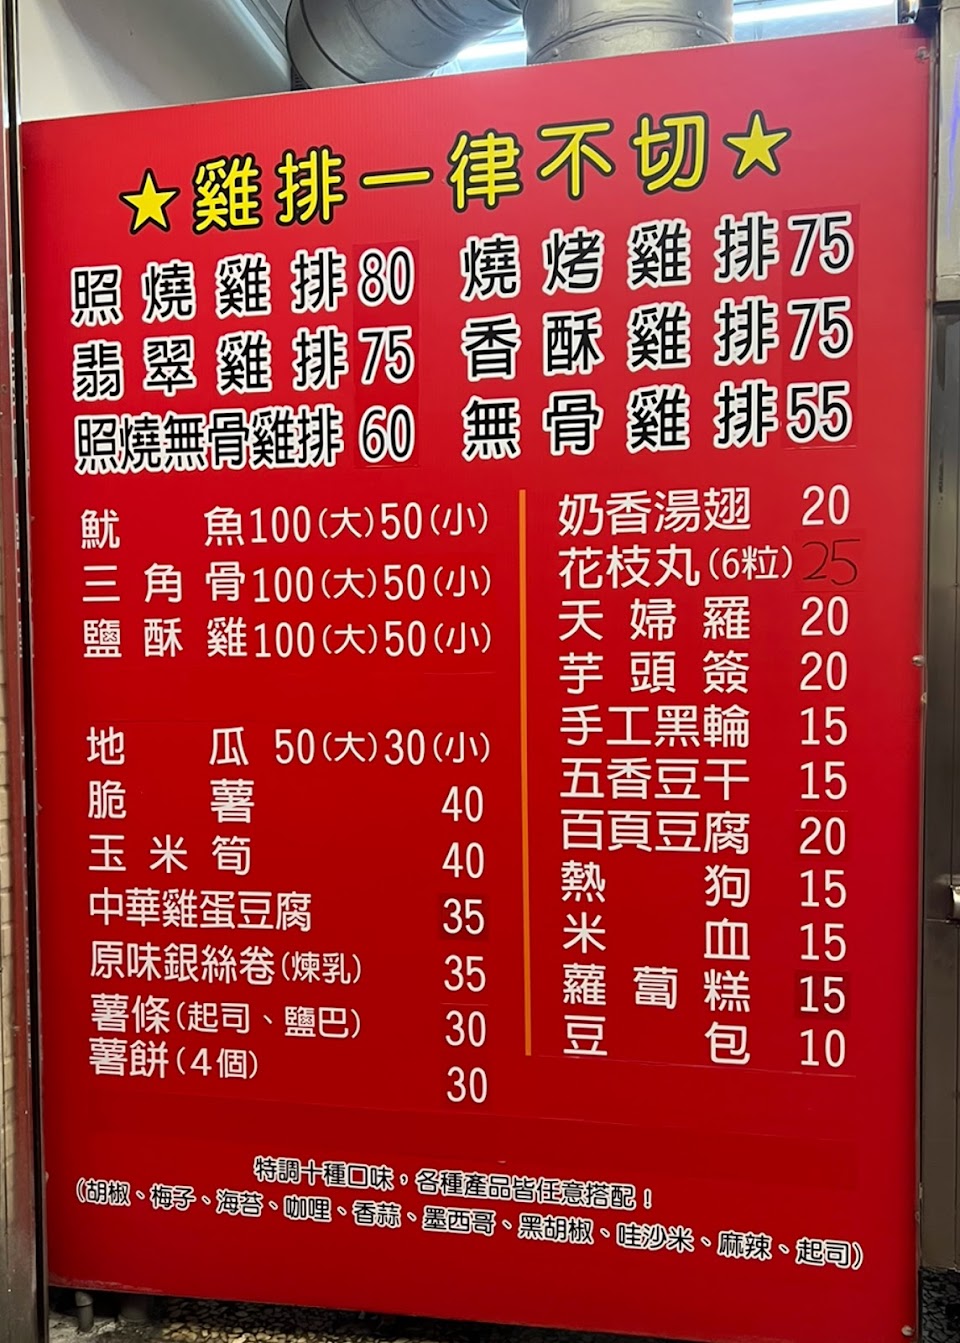 ★雞排一律不切★
照燒雞排80
翡翠雞排75
照燒無骨雞排60
燒烤雞排75
香酥雞排75
無骨雞排55
魷魚100(大)50(小)
三角骨100(大)50(小)
鹽酥雞100(大)50(小)
地瓜 50(大)30(小)
脆薯 40
玉米筍 40
中華雞蛋豆腐 35
原味銀絲卷(煉乳) 35
薯條(起司、鹽巴) 30
薯餅(4個) 30
奶香湯翅 20
花枝丸(6粒) 25
天婦羅 20
芋頭簽 20
手工黑輪 15
五香豆干 15
百頁豆腐 20
熱狗 15
米血 15
蘿蔔糕 15
豆包 10
特調十種口味,各種產品皆任意搭配!
(胡椒、梅子、海苔、咖哩、香蒜、墨西哥、黑胡椒、哇沙米、麻辣、起司)